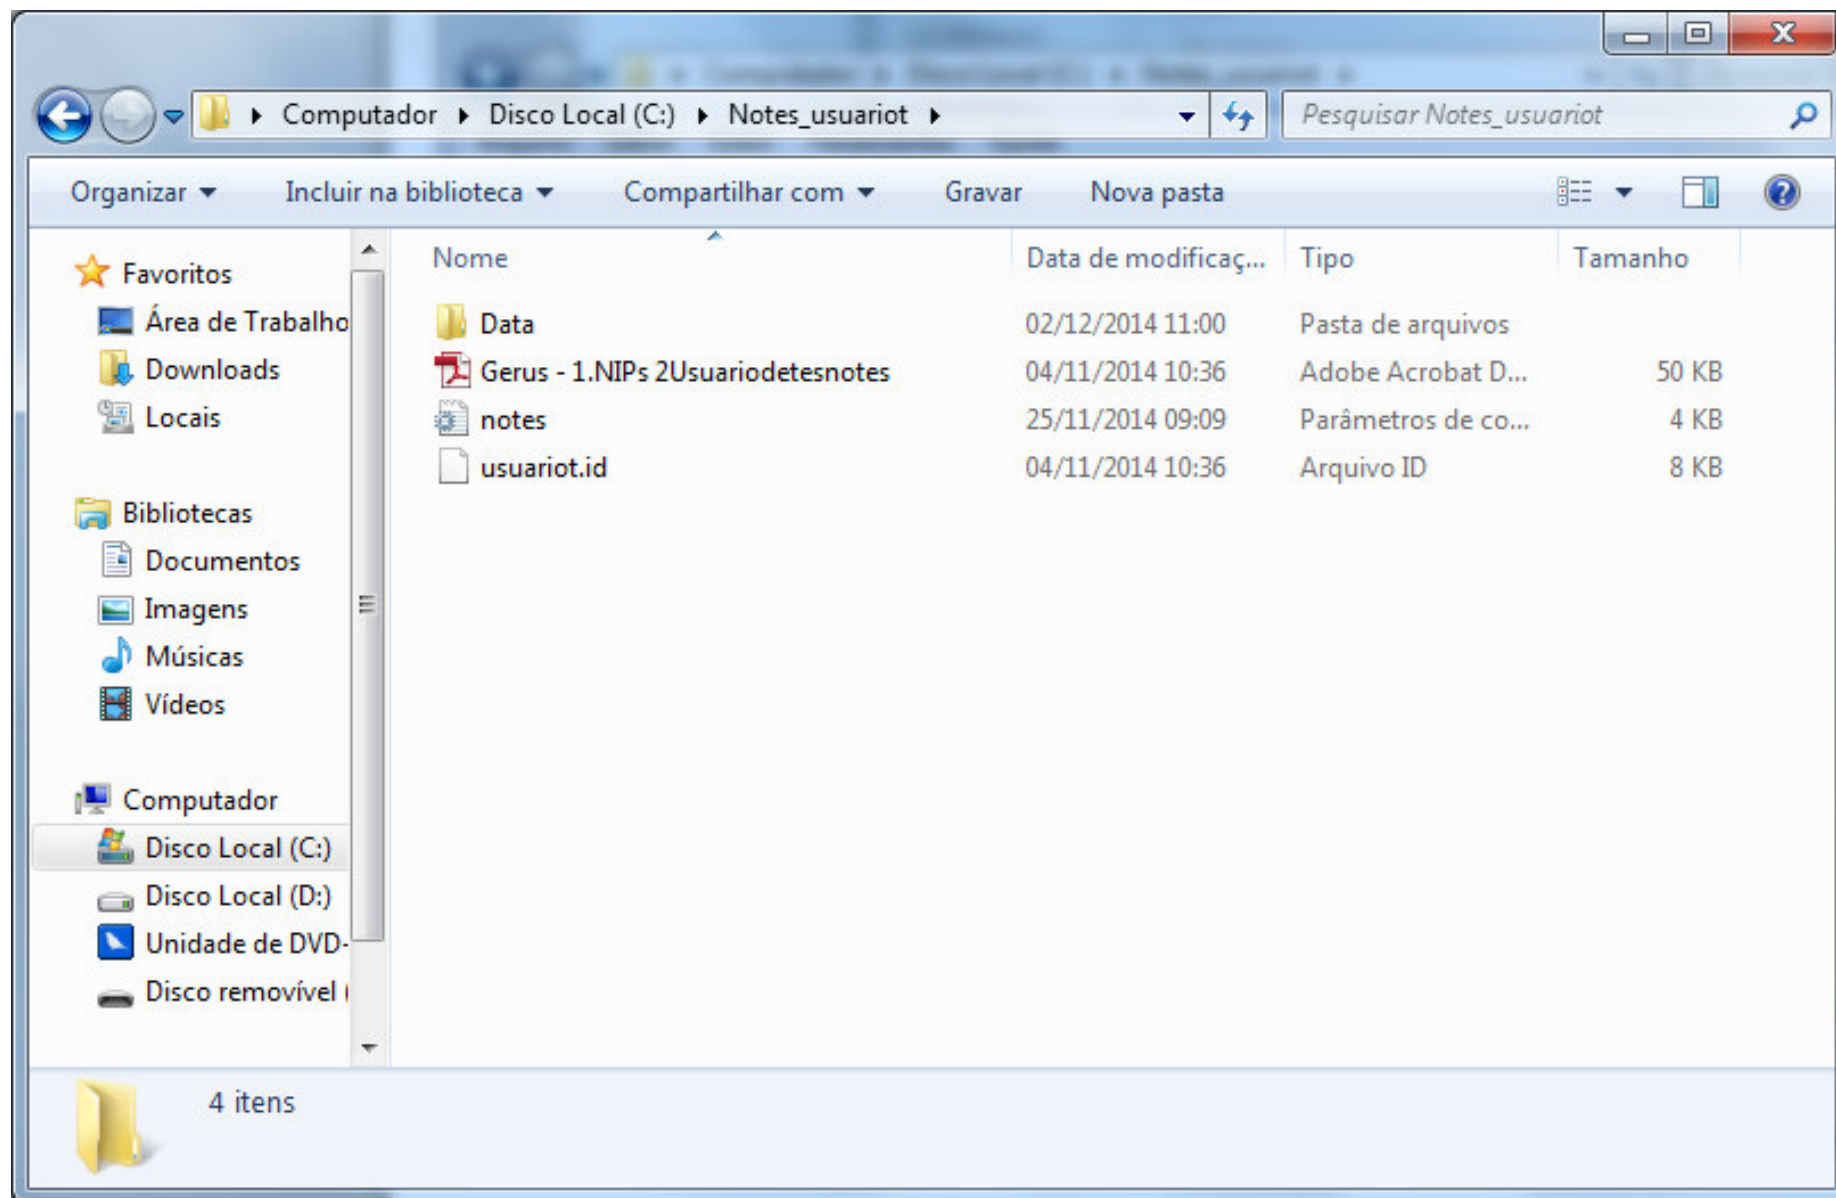 Computador Disco Local (C:) Notes_usuariot Pesquisar Notes_usuariot
Organizar Incluir na biblioteca Compartilhar com Gravar Nova pasta
Favoritos
Área de Trabalho
Downloads
Locais
Bibliotecas
Documentos
Imagens
Músicas
Vídeos
Computador
Disco Local (C:)
Disco Local (D:)
Unidade de DVD-
Disco removível (
Nome Data de modificaç... Tipo Tamanho
Data 02/12/2014 11:00 Pasta de arquivos
Gerus - 1.NIPs 2Usuariodetesnotes 04/11/2014 10:36 Adobe Acrobat D... 50 KB
notes 25/11/2014 09:09 Parâmetros de co... 4 KB
usuariot.id 04/11/2014 10:36 Arquivo ID 8 KB
4 itens